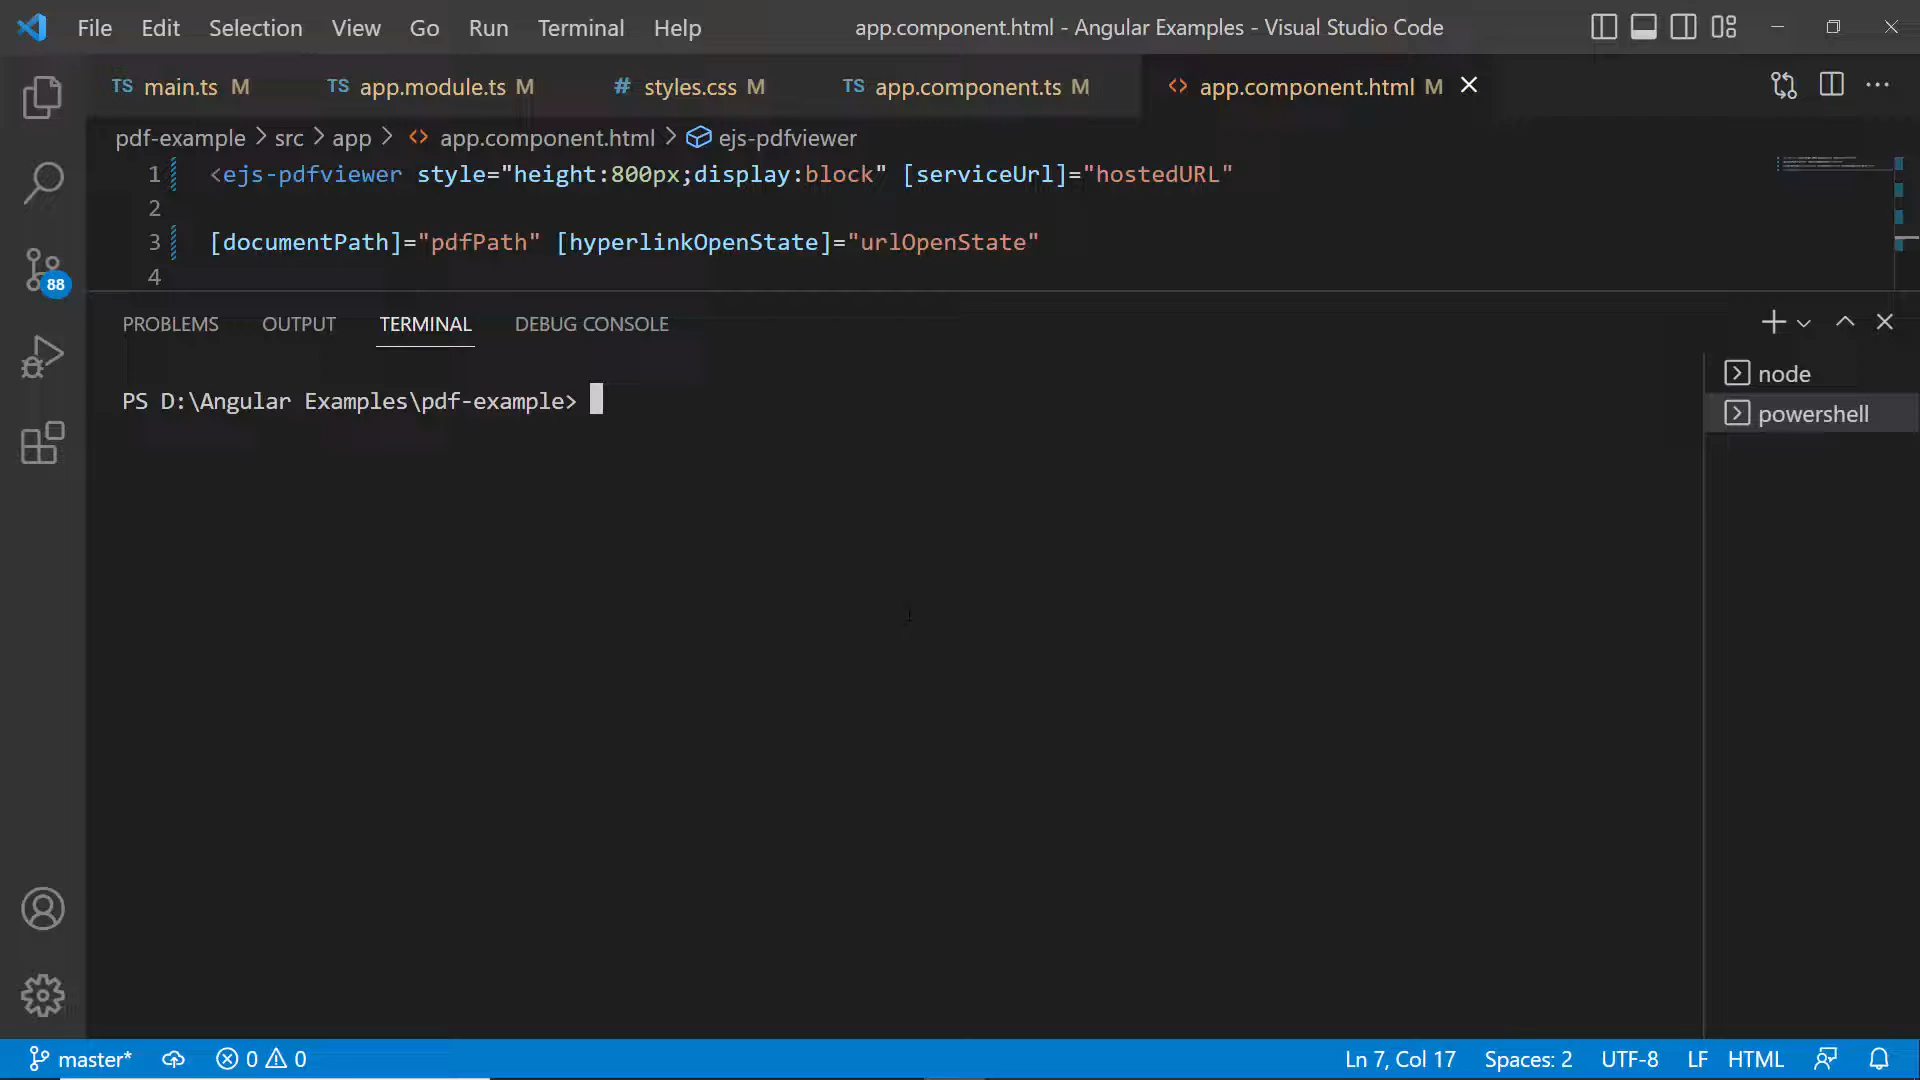 File Edit Selection View Go Run Terminal Help app.component.html - Angular Examples - Visual Studio Code
TS main.ts M TS app.module.ts M # styles.css M TS app.component.ts M <> app.component.html M
pdf-example > src > app > <> app.component.html > ejs-pdfviewer
1 <ejs-pdfviewer style="height:800px;display:block" [serviceUrl]="hostedURL"
2
3 [documentPath]="pdfPath" [hyperlinkOpenState]="urlOpenState"
4
88
PROBLEMS OUTPUT TERMINAL DEBUG CONSOLE
node
PS D:\Angular Examples\pdf-example>
powershell
master* 0 0 Ln 7, Col 17 Spaces: 2 UTF-8 LF HTML